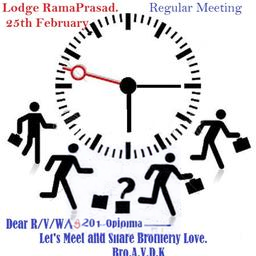 Lodge RamaPrasad. Regular Meeting
25th February
?
Dear R/V/W
Let's Meet and Share Brotherly Love.
Bro.A.V.D.K